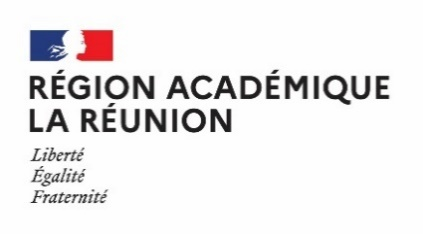 RÉGION ACADÉMIQUE
LA RÉUNION
Liberté
Égalité
Fraternité